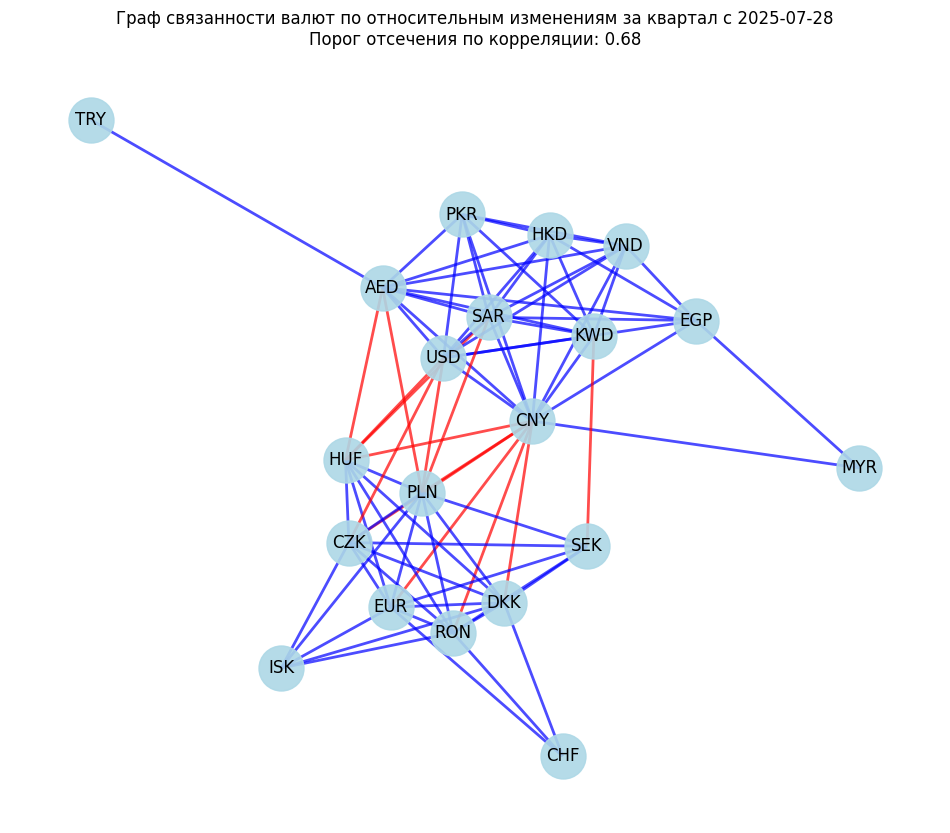 Граф связанности валют по относительным изменениям за квартал с 2025-07-28
Порог отсечения по корреляции: 0.68
TRY
PKR
HKD
VND
AED
SAR
EGP
KWD
USD
CNY
HUF
MYR
PLN
CZK
SEK
EUR
DKK
RON
ISK
CHF